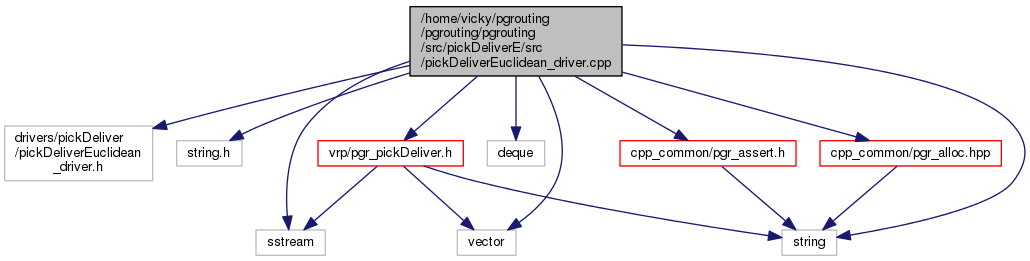 /home/vicky/pgrouting
/pgrouting/pgrouting
/src/pickDeliverE/src
/pickDeliverEuclidean_driver.cpp
drivers/pickDeliver
/pickDeliverEuclidean
_driver.h
string.h
vrp/pgr_pickDeliver.h
deque
cpp_common/pgr_assert.h
cpp_common/pgr_alloc.hpp
sstream
vector
string